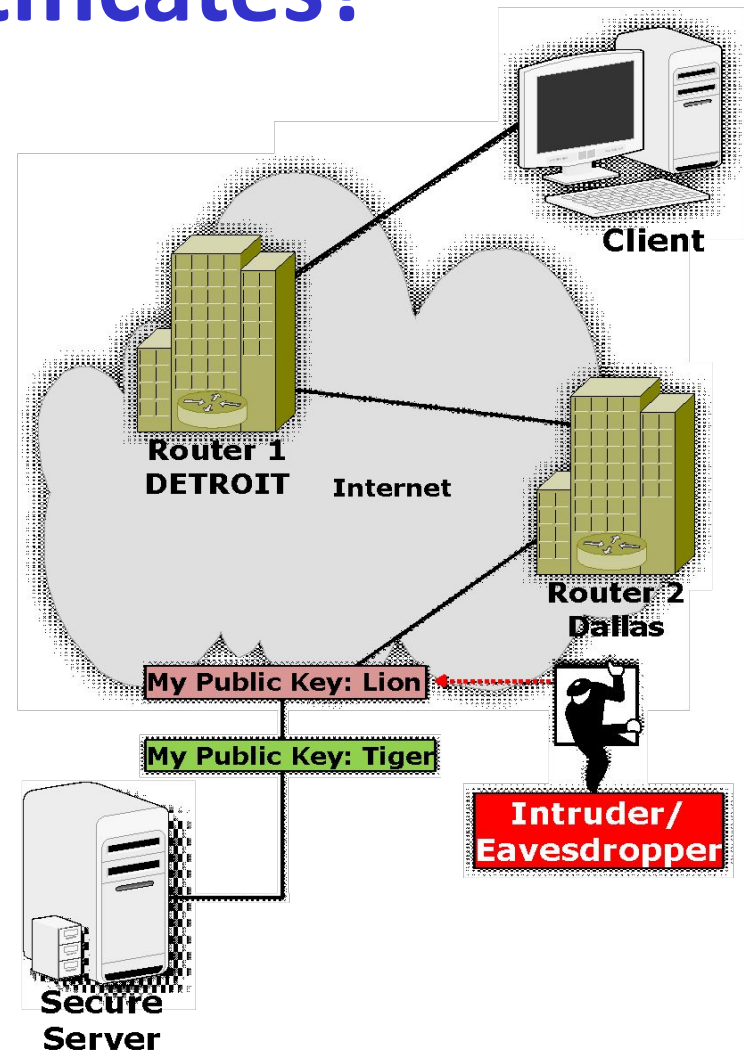 tificates?
Client
Router 1
DETROIT
Internet
Router 2
Dallas
My Public Key: Lion
My Public Key: Tiger
Intruder/
Eavesdropper
Secure
Server